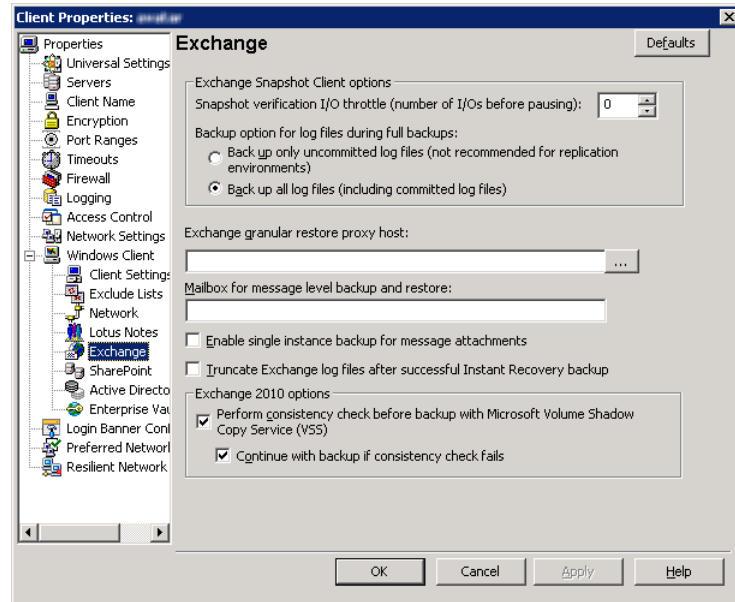 Client Properties:
Properties
Universal Settings
Servers
Client Name
Encryption
Port Ranges
Timeouts
Firewall
Logging
Access Control
Network Settings
Windows Client
Client Settings
Exclude Lists
Network
Lotus Notes
Exchange
SharePoint
Active Directo
Enterprise Vau
Login Banner Conl
Preferred Networl
Resilient Network
Exchange
Defaults
Exchange Snapshot Client options
Snapshot verification I/O throttle (number of I/Os before pausing): 0
Backup option for log files during full backups:
Back up only uncommitted log files (not recommended for replication
environments)
Back up all log files (including committed log files)
Exchange granular restore proxy host:
...
Mailbox for message level backup and restore:
Enable single instance backup for message attachments
Truncate Exchange log files after successful Instant Recovery backup
Exchange 2010 options
Perform consistency check before backup with Microsoft Volume Shadow
Copy Service (VSS)
Continue with backup if consistency check fails
OK
Cancel
Apply
Help